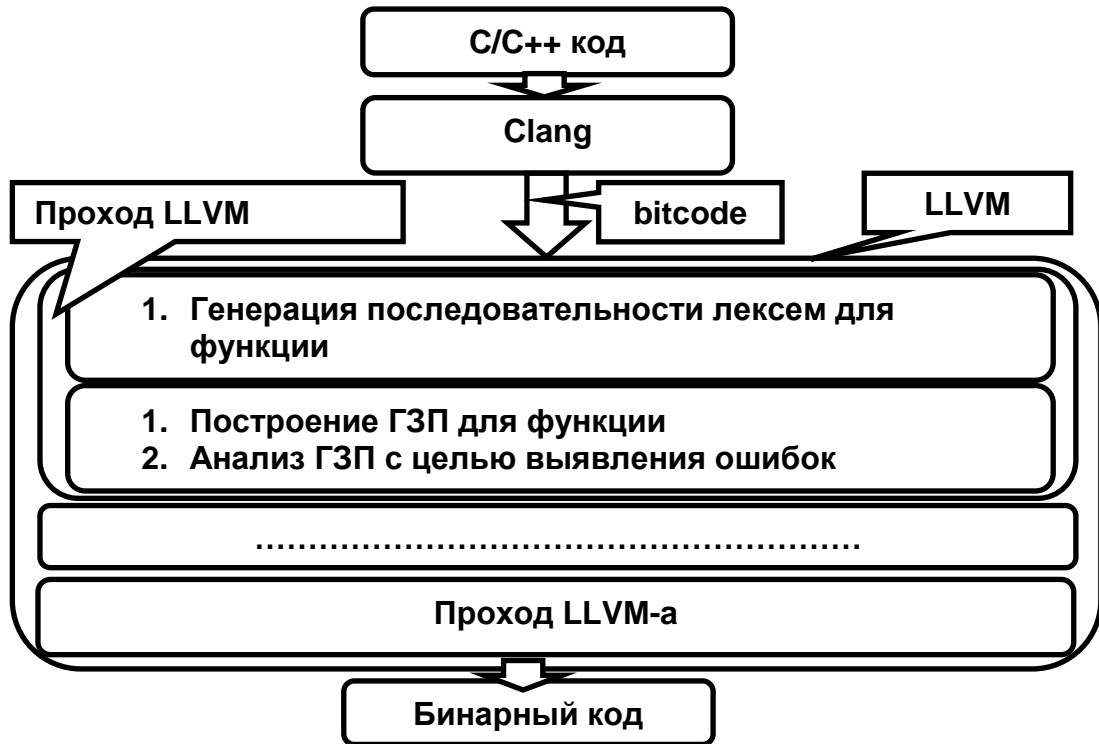 C/C++ код
Clang
Проход LLVM
bitcode
LLVM
1. Генерация последовательности лексем для
функции
1. Построение ГЗП для функции
2. Анализ ГЗП с целью выявления ошибок
………………………………………………
Проход LLVM-а
Бинарный код